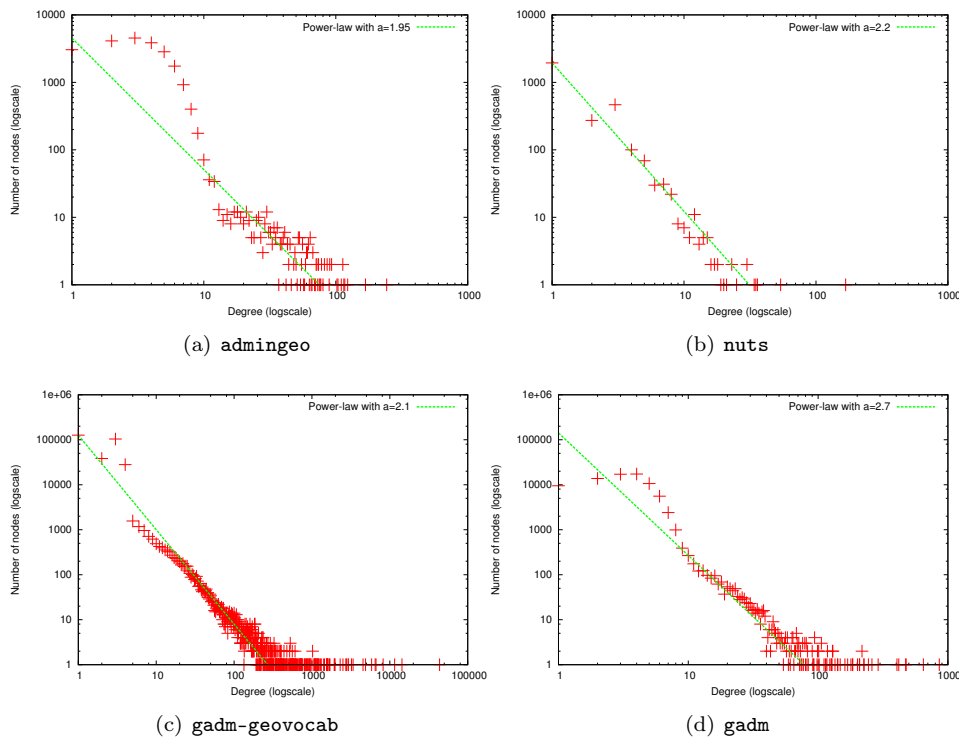 10000
1000
100
10
1
1 10 100 1000
Number of nodes (logscale)
Degree (logscale)
Power-law with a=1.95
(a) admingeo
10000
1000
100
10
1
1 10 100 1000
Number of nodes (logscale)
Degree (logscale)
Power-law with a=2.2
(b) nuts
1e+06
100000
10000
1000
100
10
1
1 10 100 1000 10000 100000
Number of nodes (logscale)
Degree (logscale)
Power-law with a=2.1
(c) gadm-geovocab
1e+06
100000
10000
1000
100
10
1
1 10 100 1000
Number of nodes (logscale)
Degree (logscale)
Power-law with a=2.7
(d) gadm